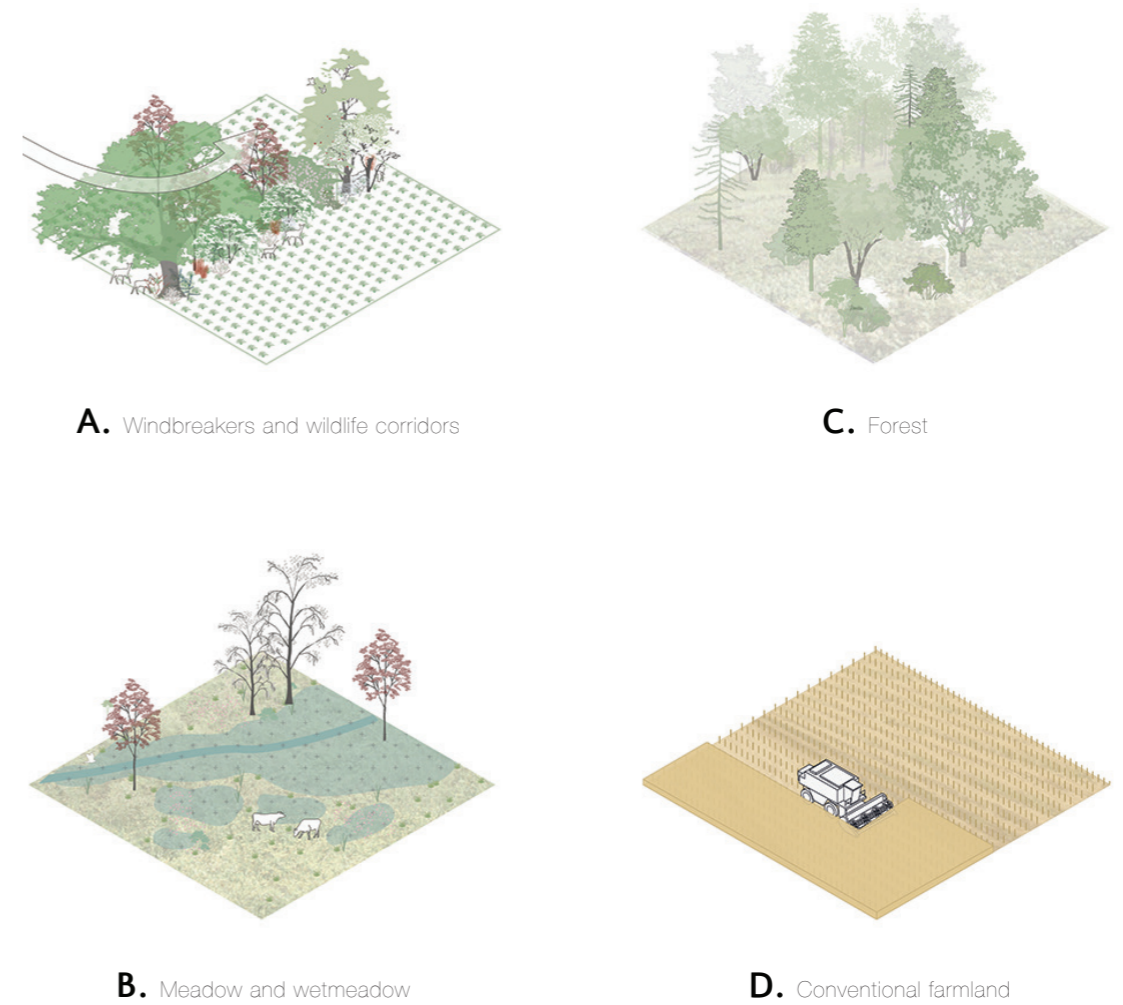 A. Windbreakers and wildlife corridors
C. Forest
B. Meadow and wetmeadow
D. Conventional farmland